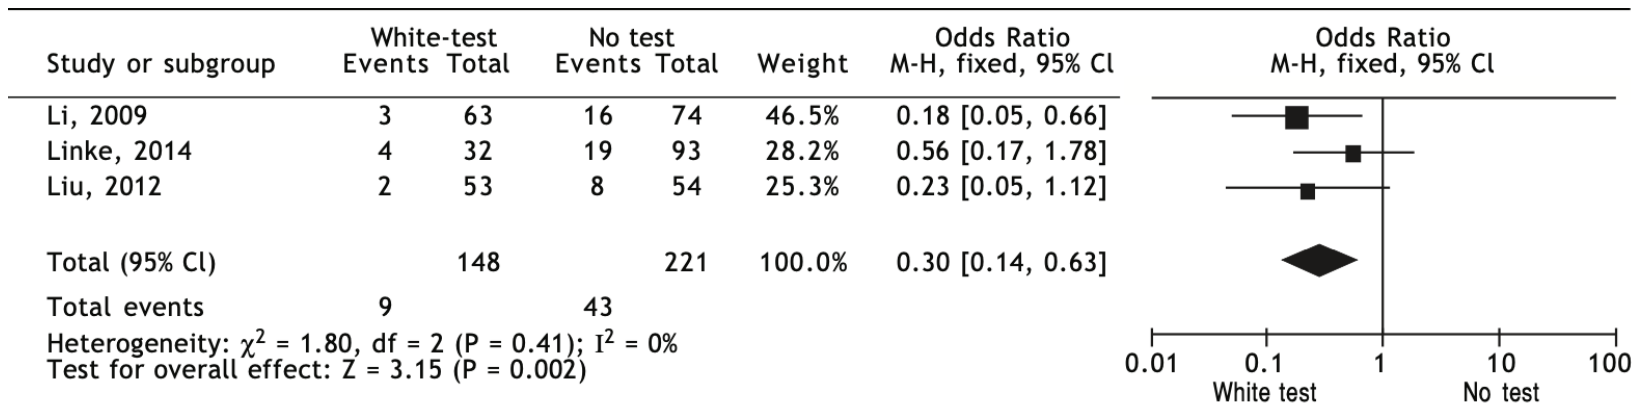 White-test No test Odds Ratio Odds Ratio
Study or subgroup Events Total Events Total Weight M-H, fixed, 95% Cl M-H, fixed, 95% Cl
Li, 2009 3 63 16 74 46.5% 0.18 [0.05, 0.66]
Linke, 2014 4 32 19 93 28.2% 0.56 [0.17, 1.78]
Liu, 2012 2 53 8 54 25.3% 0.23 [0.05, 1.12]
Total (95% Cl) 148 221 100.0% 0.30 [0.14, 0.63]
Total events 9 43
Heterogeneity: χ² = 1.80, df = 2 (P = 0.41); I² = 0%
Test for overall effect: Z = 3.15 (P = 0.002)
0.01 0.1 1 10 100
White test No test